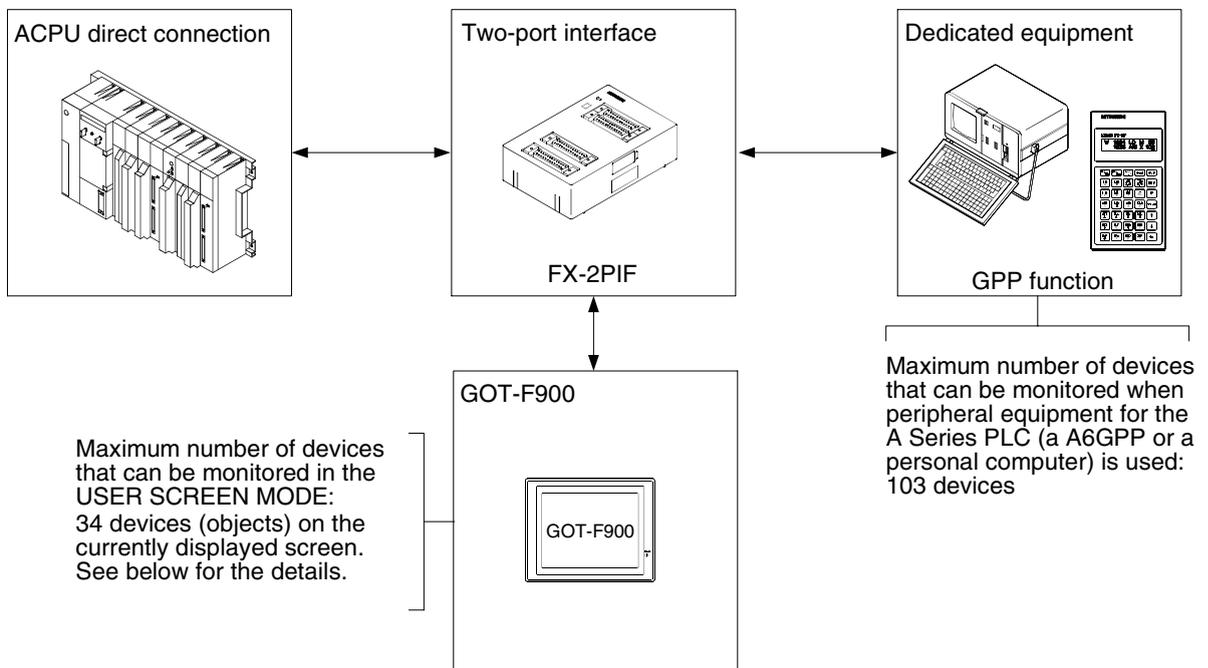 ACPU direct connection
Two-port interface
FX-2PIF
Dedicated equipment
GPP function
Maximum number of devices
that can be monitored when
peripheral equipment for the
A Series PLC (a A6GPP or a
personal computer) is used:
103 devices
GOT-F900
GOT-F900
Maximum number of devices
that can be monitored in the
USER SCREEN MODE:
34 devices (objects) on the
currently displayed screen.
See below for the details.